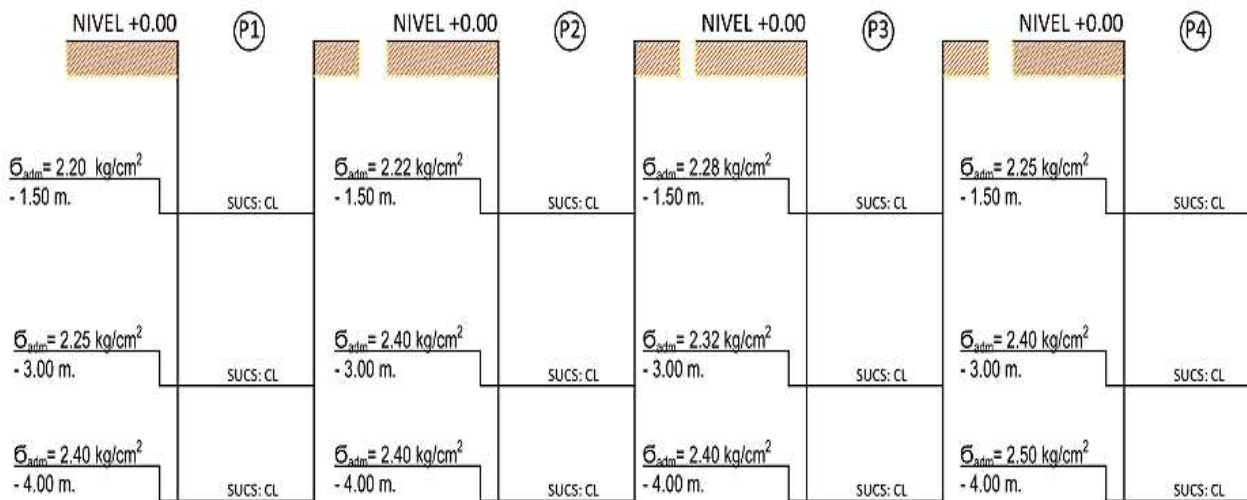 NIVEL +0.00 P1 NIVEL +0.00 P2 NIVEL +0.00 P3 NIVEL +0.00 P4
σadm= 2.20 kg/cm² σadm= 2.22 kg/cm² σadm= 2.28 kg/cm² σadm= 2.25 kg/cm²
- 1.50 m. SUCS: CL - 1.50 m. SUCS: CL - 1.50 m. SUCS: CL - 1.50 m. SUCS: CL
σadm= 2.25 kg/cm² σadm= 2.40 kg/cm² σadm= 2.32 kg/cm² σadm= 2.40 kg/cm²
- 3.00 m. SUCS: CL - 3.00 m. SUCS: CL - 3.00 m. SUCS: CL - 3.00 m. SUCS: CL
σadm= 2.40 kg/cm² σadm= 2.40 kg/cm² σadm= 2.40 kg/cm² σadm= 2.50 kg/cm²
- 4.00 m. SUCS: CL - 4.00 m. SUCS: CL - 4.00 m. SUCS: CL - 4.00 m. SUCS: CL